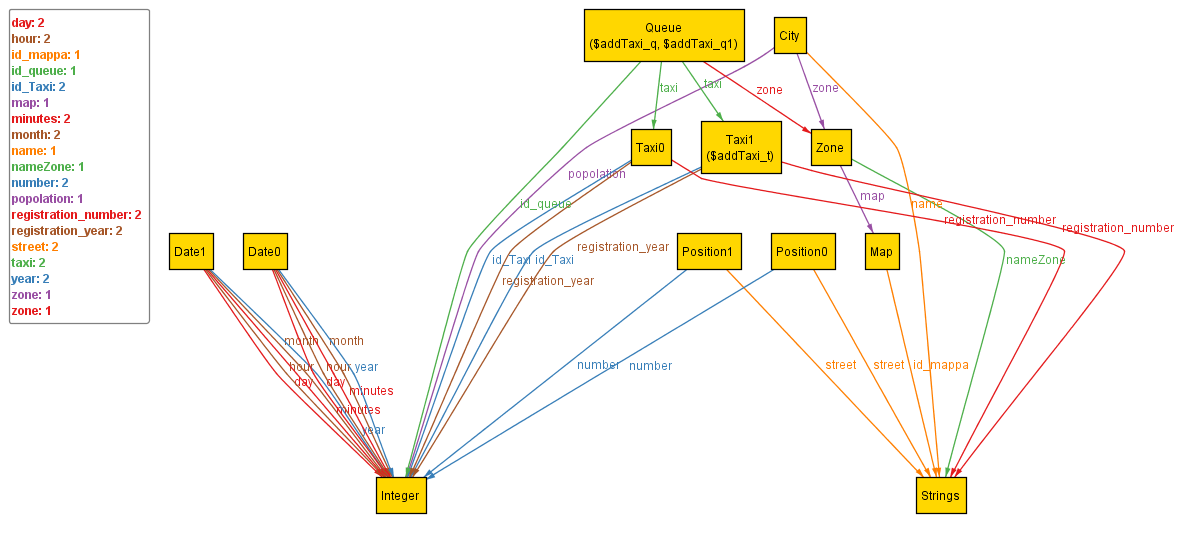 day: 2
hour: 2
id_mappa: 1
id_queue: 1
id_Taxi: 2
map: 1
minutes: 2
month: 2
name: 1
nameZone: 1
number: 2
popolation: 1
registration_number: 2
registration_year: 2
street: 2
taxi: 2
year: 2
zone: 1
zone: 1
Queue
($addTaxi_q, $addTaxi_q1)
City
taxi
taxi
zone
zone
Taxi0
Taxi1
($addTaxi_t)
Zone
popolation
map
id_queue
name
registration_number
registration_number
Date1
Date0
registration_year
Position1
Position0
Map
id_Taxi
id_Taxi
nameZone
registration_year
month
month
hour
hour
year
number
number
street
street
id_mappa
day
day
minutes
minutes
year
Integer
Strings